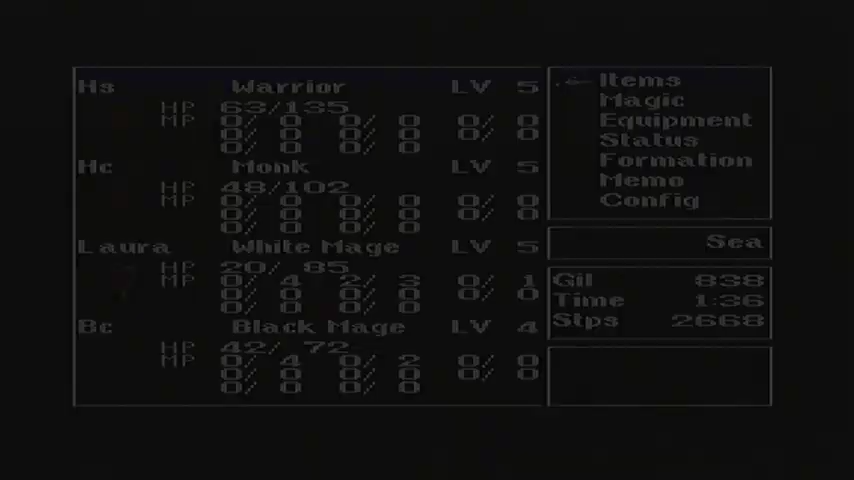 Hs Warrior LV 5
HP 63/135
MP 0/ 0 0/ 0 0/ 0
0/ 0 0/ 0 0/ 0
0/ 0 0/ 0
Hc Monk LV 5
HP 48/102
MP 0/ 0 0/ 0 0/ 0
0/ 0 0/ 0 0/ 0
0/ 0 0/ 0
Laura White Mage LV 5
HP 20/ 85
MP 0/ 4 2/ 3 0/ 1
0/ 0 0/ 0 0/ 0
0/ 0 0/ 0
Bc Black Mage LV 4
HP 42/ 72
MP 0/ 4 0/ 2 0/ 0
0/ 0 0/ 0 0/ 0
0/ 0 0/ 0
Items
Magic
Equipment
Status
Formation
Memo
Config
Sea
Gil 838
Time 1:36
Stps 2668